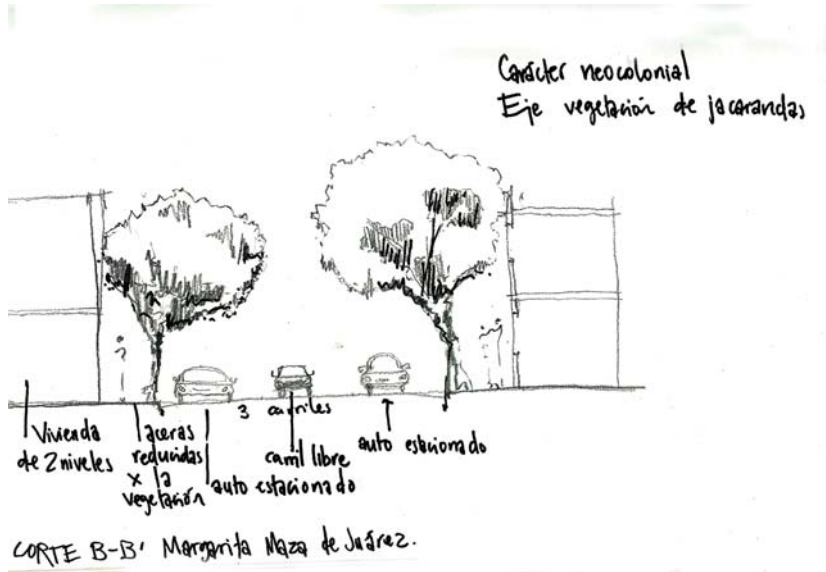 Carácter neocolonial
Eje vegetación de jacarandas
3 carriles
Vivienda
de 2 niveles
aceras
reducidas
x la
vegetación
auto estacionado
carril libre
auto estacionado
CORTE B-B' Margarita Maza de Juárez.